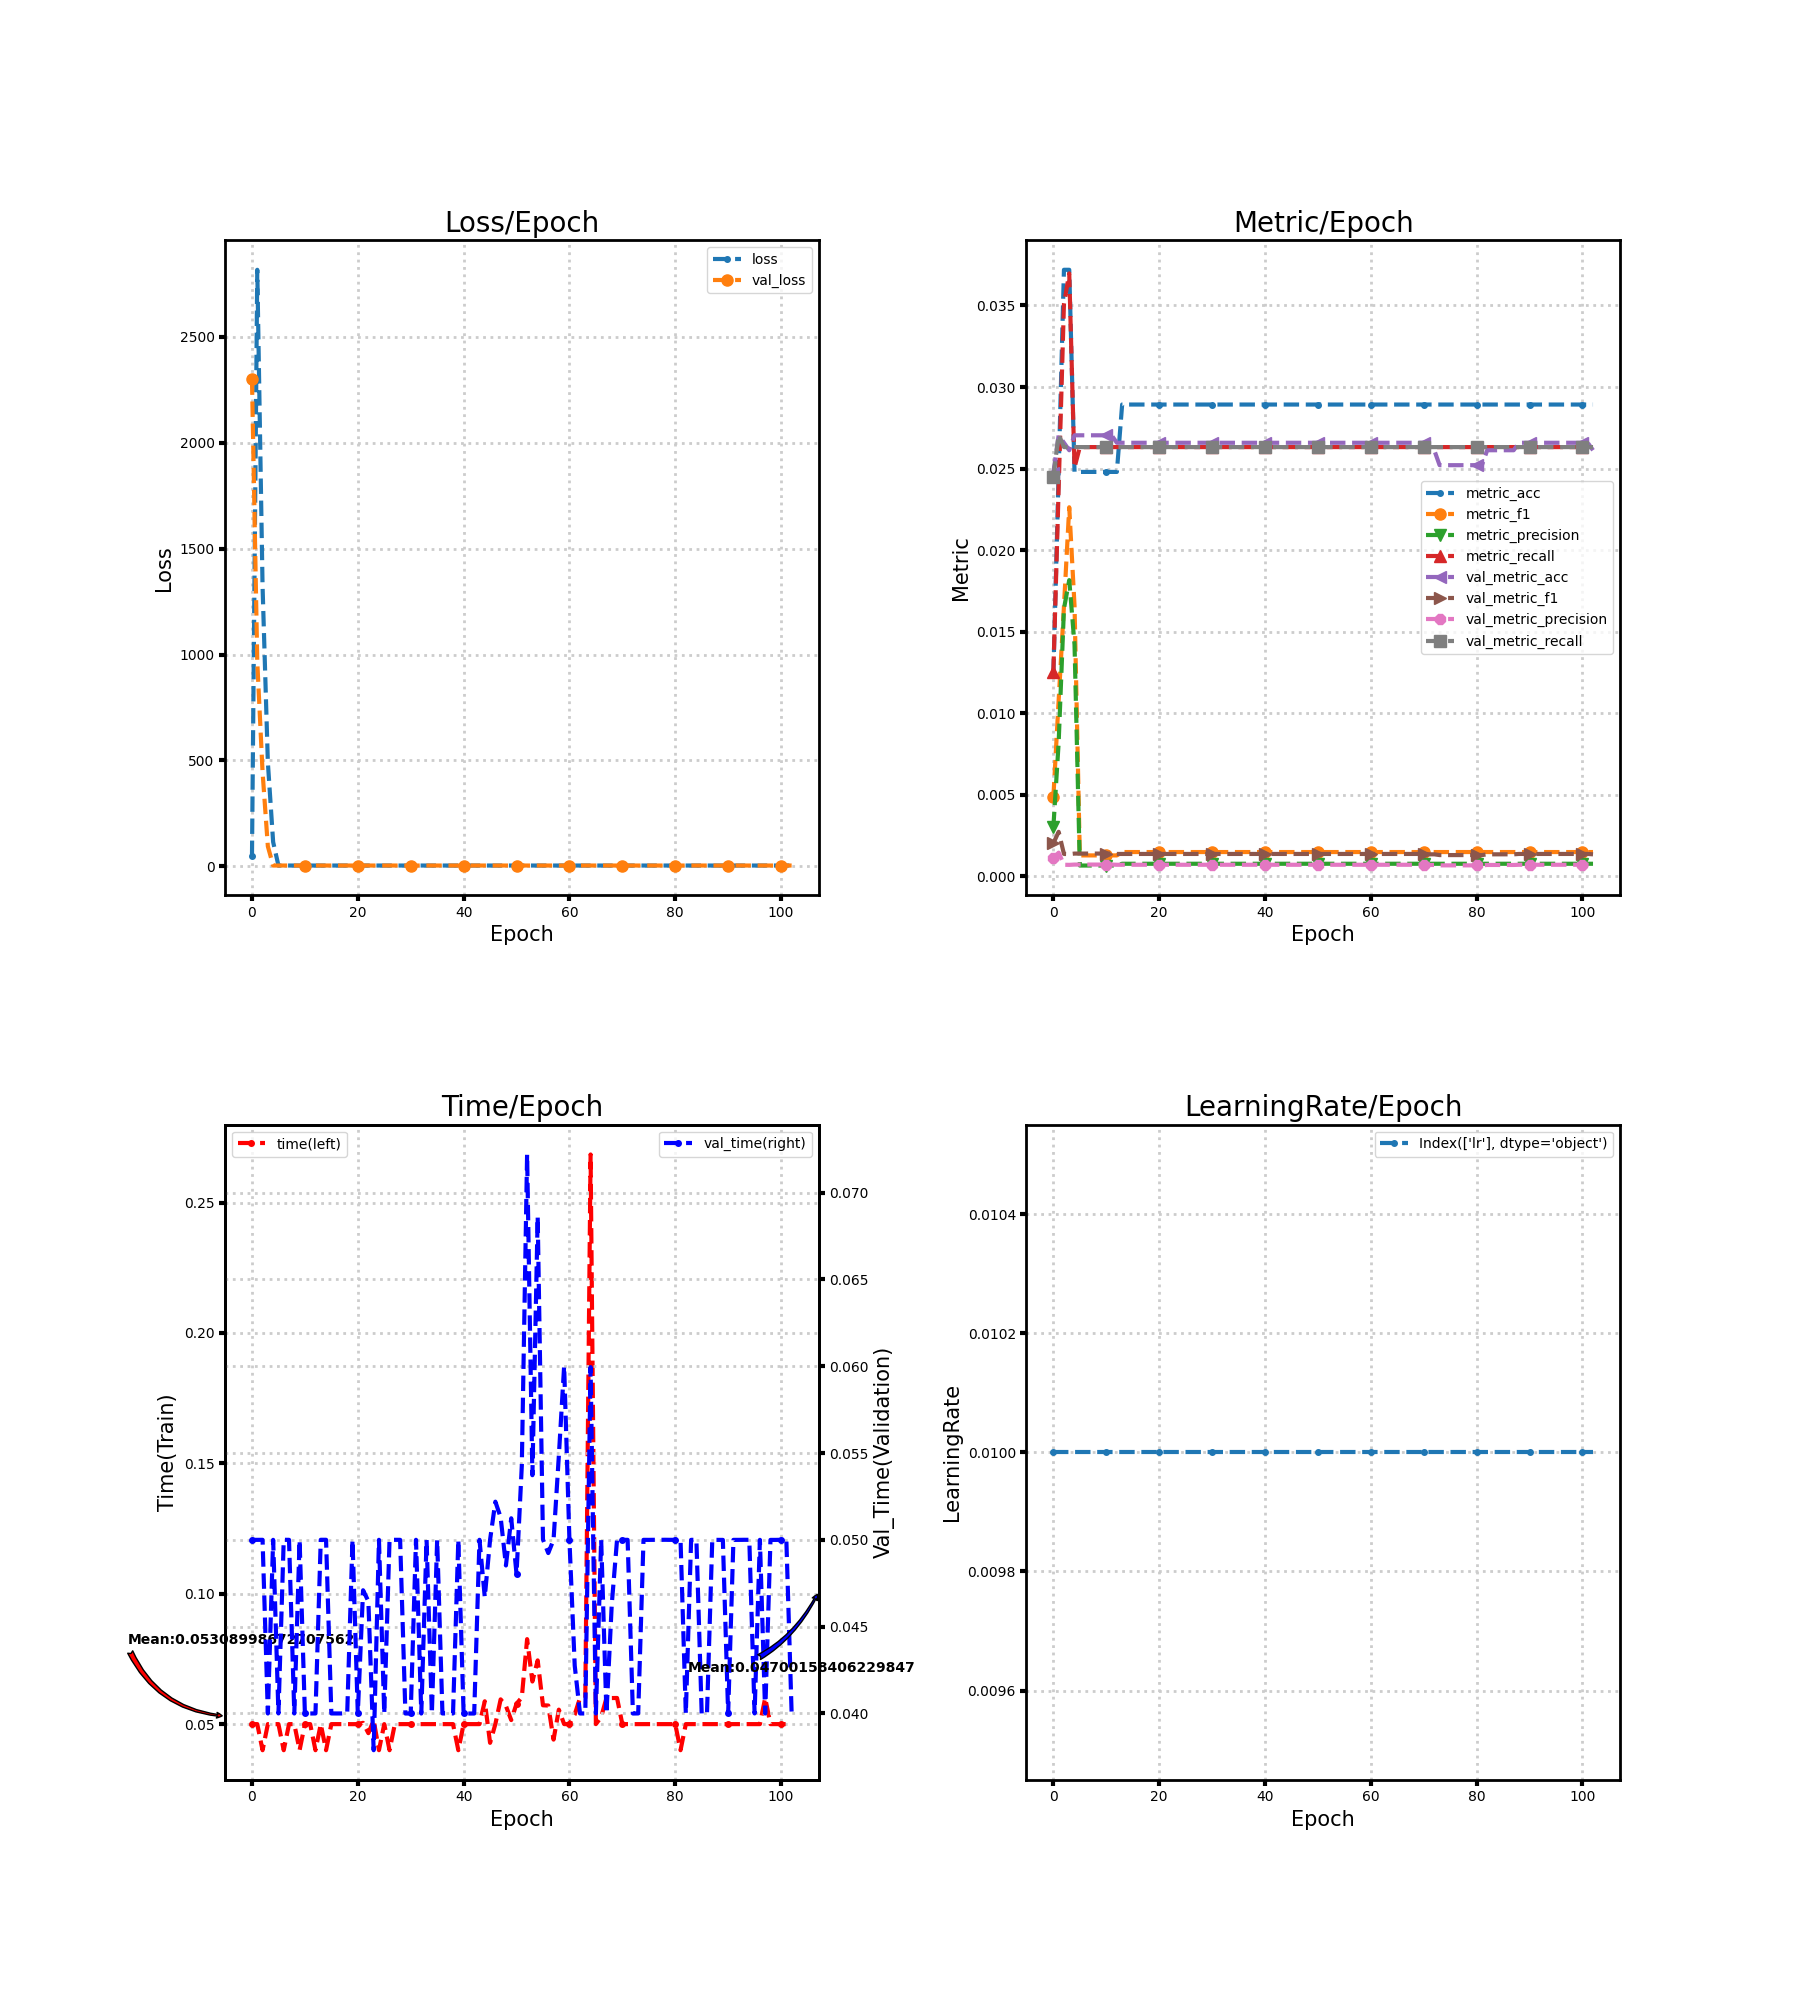 Loss/Epoch
loss
val_loss
2500
2000
1500
1000
500
0
Loss
0 20 40 60 80 100
Epoch
Metric/Epoch
0.035
0.030
0.025
0.020
0.015
0.010
0.005
0.000
Metric
metric_acc
metric_f1
metric_precision
metric_recall
val_metric_acc
val_metric_f1
val_metric_precision
val_metric_recall
0 20 40 60 80 100
Epoch
Time/Epoch
time(left)
val_time(right)
0.25
0.20
0.15
0.10
0.05
Time(Train)
0.070
0.065
0.060
0.055
0.050
0.045
0.040
Val_Time(Validation)
Mean:0.04700158406229847
0 20 40 60 80 100
Epoch
LearningRate/Epoch
Index(['lr'], dtype='object')
0.0104
0.0102
0.0100
0.0098
0.0096
LearningRate
0 20 40 60 80 100
Epoch